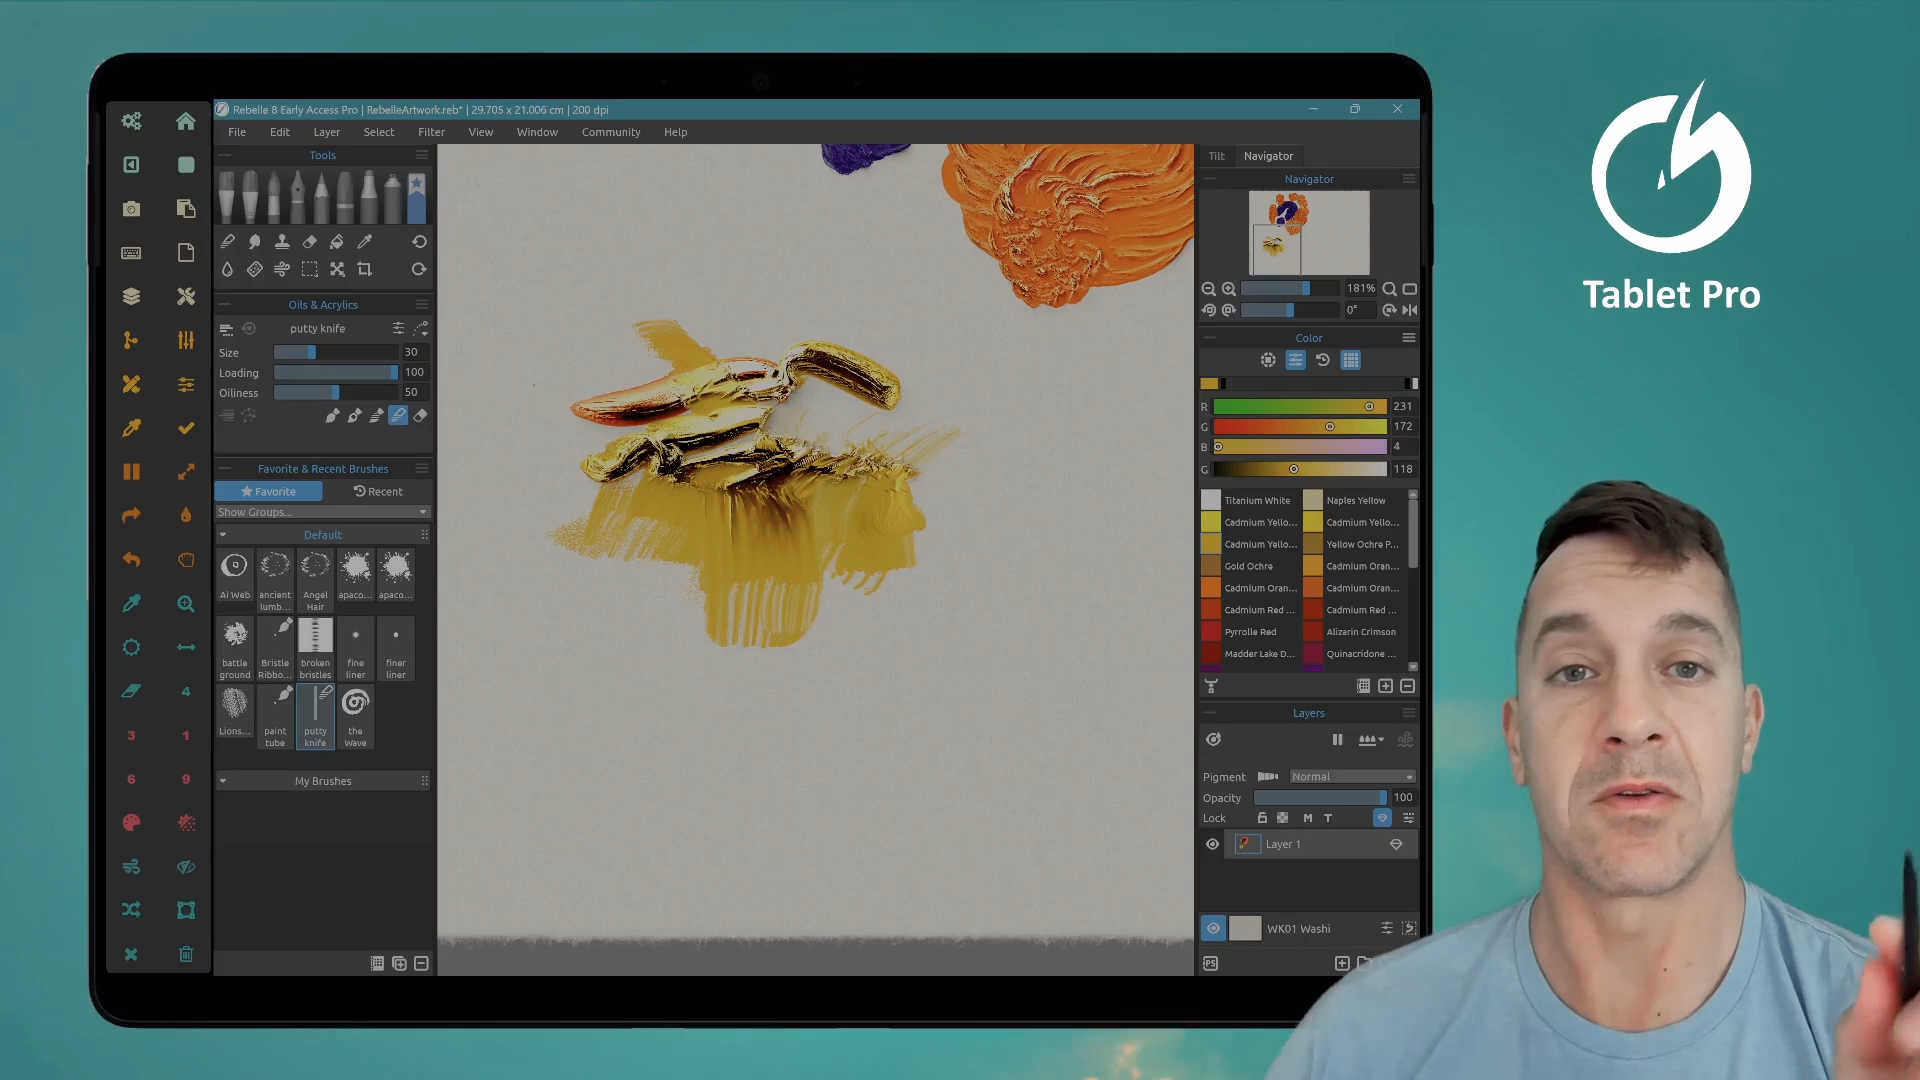 Rebelle 8 Early Access Pro | RebelleArtwork.reb* | 29.705 x 21.006 cm | 200 dpi
File Edit Layer Select Filter View Window Community Help
Tools
Oils & Acrylics
putty knife
Size 30
Loading 100
Oiliness 50
Favorite & Recent Brushes
Favorite Recent
Show Groups...
Default
Ai Web
ancient lumb...
Angel Hair
apaco...
apaco...
battle ground
Bristle Ribbo...
broken bristles
fine liner
finer liner
Lions...
paint tube
putty knife
the Wave
My Brushes
4
3 1
6 9
Tilt Navigator
Navigator
181%
0°
Color
R 231
G 172
B 4
G 118
Titanium White Naples Yellow
Cadmium Yello... Cadmium Yello...
Cadmium Yello... Yellow Ochre P...
Gold Ochre Cadmium Oran...
Cadmium Oran... Cadmium Oran...
Cadmium Red ... Cadmium Red ...
Pyrrolle Red Alizarin Crimson
Madder Lake D... Quinacridone ...
Layers
Pigment Normal
Opacity 100
Lock M T
Layer 1
WK01 Washi
PS
Tablet Pro